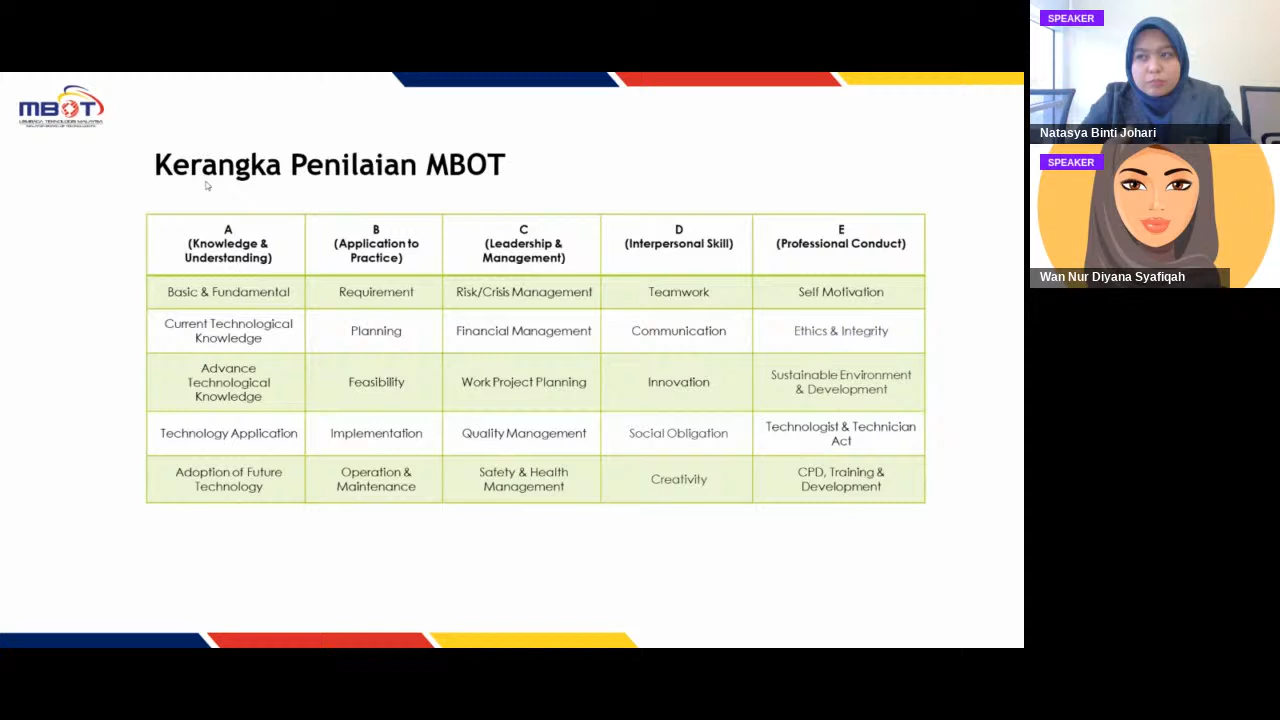 MBOT
LEMBAGA TEKNOLOGIS MALAYSIA
Kerangka Penilaian MBOT
A
(Knowledge &
Understanding)
B
(Application to
Practice)
C
(Leadership &
Management)
D
(Interpersonal Skill)
E
(Professional Conduct)
Basic & Fundamental
Requirement
Risk/Crisis Management
Teamwork
Self Motivation
Current Technological
Knowledge
Planning
Financial Management
Communication
Ethics & Integrity
Advance
Technological
Knowledge
Feasibility
Work Project Planning
Innovation
Sustainable Environment
& Development
Technology Application
Implementation
Quality Management
Social Obligation
Technologist & Technician
Act
Adoption of Future
Technology
Operation &
Maintenance
Safety & Health
Management
Creativity
CPD, Training &
Development
SPEAKER
Natasya Binti Johari
SPEAKER
Wan Nur Diyana Syafiqah